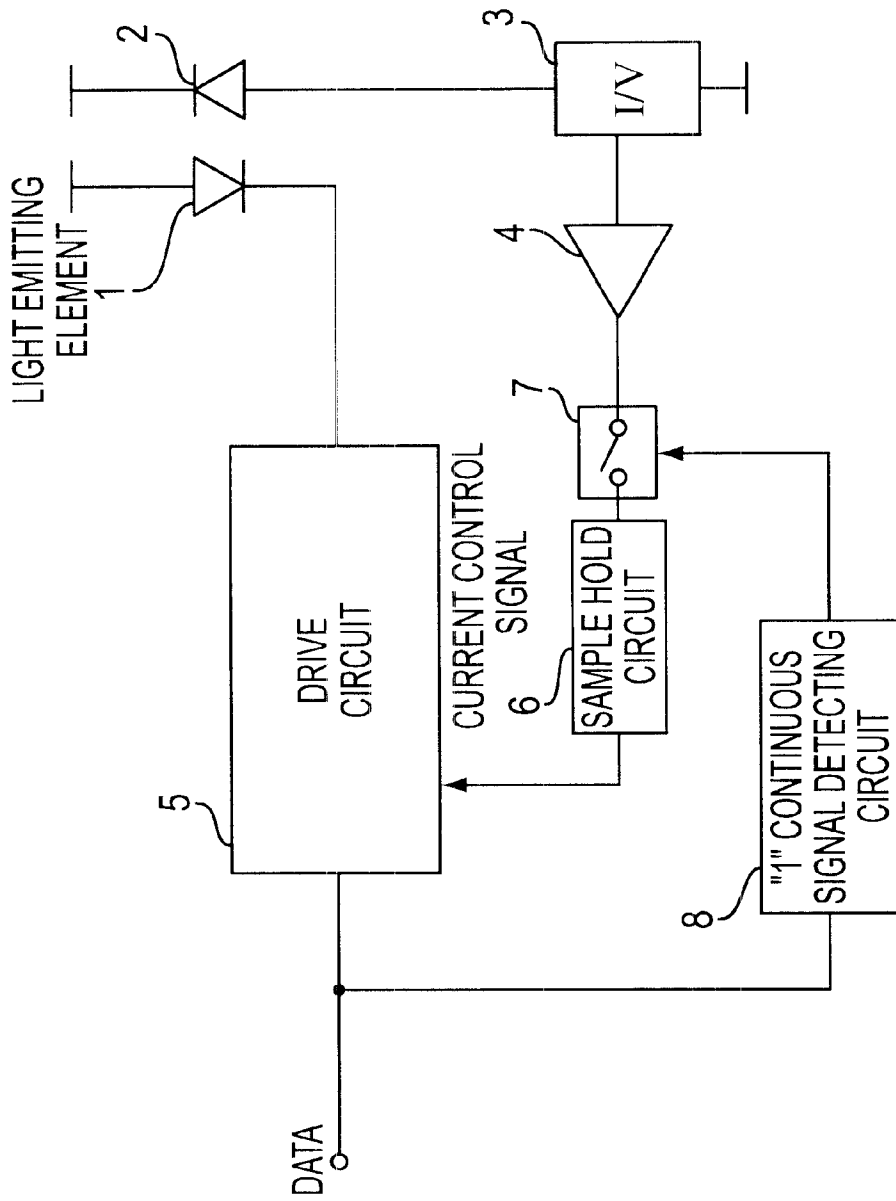 LIGHT EMITTING
ELEMENT
1
2
5
DRIVE
CIRCUIT
DATA
CURRENT CONTROL
SIGNAL
4
3
I/V
7
6
SAMPLE HOLD
CIRCUIT
8
"1" CONTINUOUS
SIGNAL DETECTING
CIRCUIT